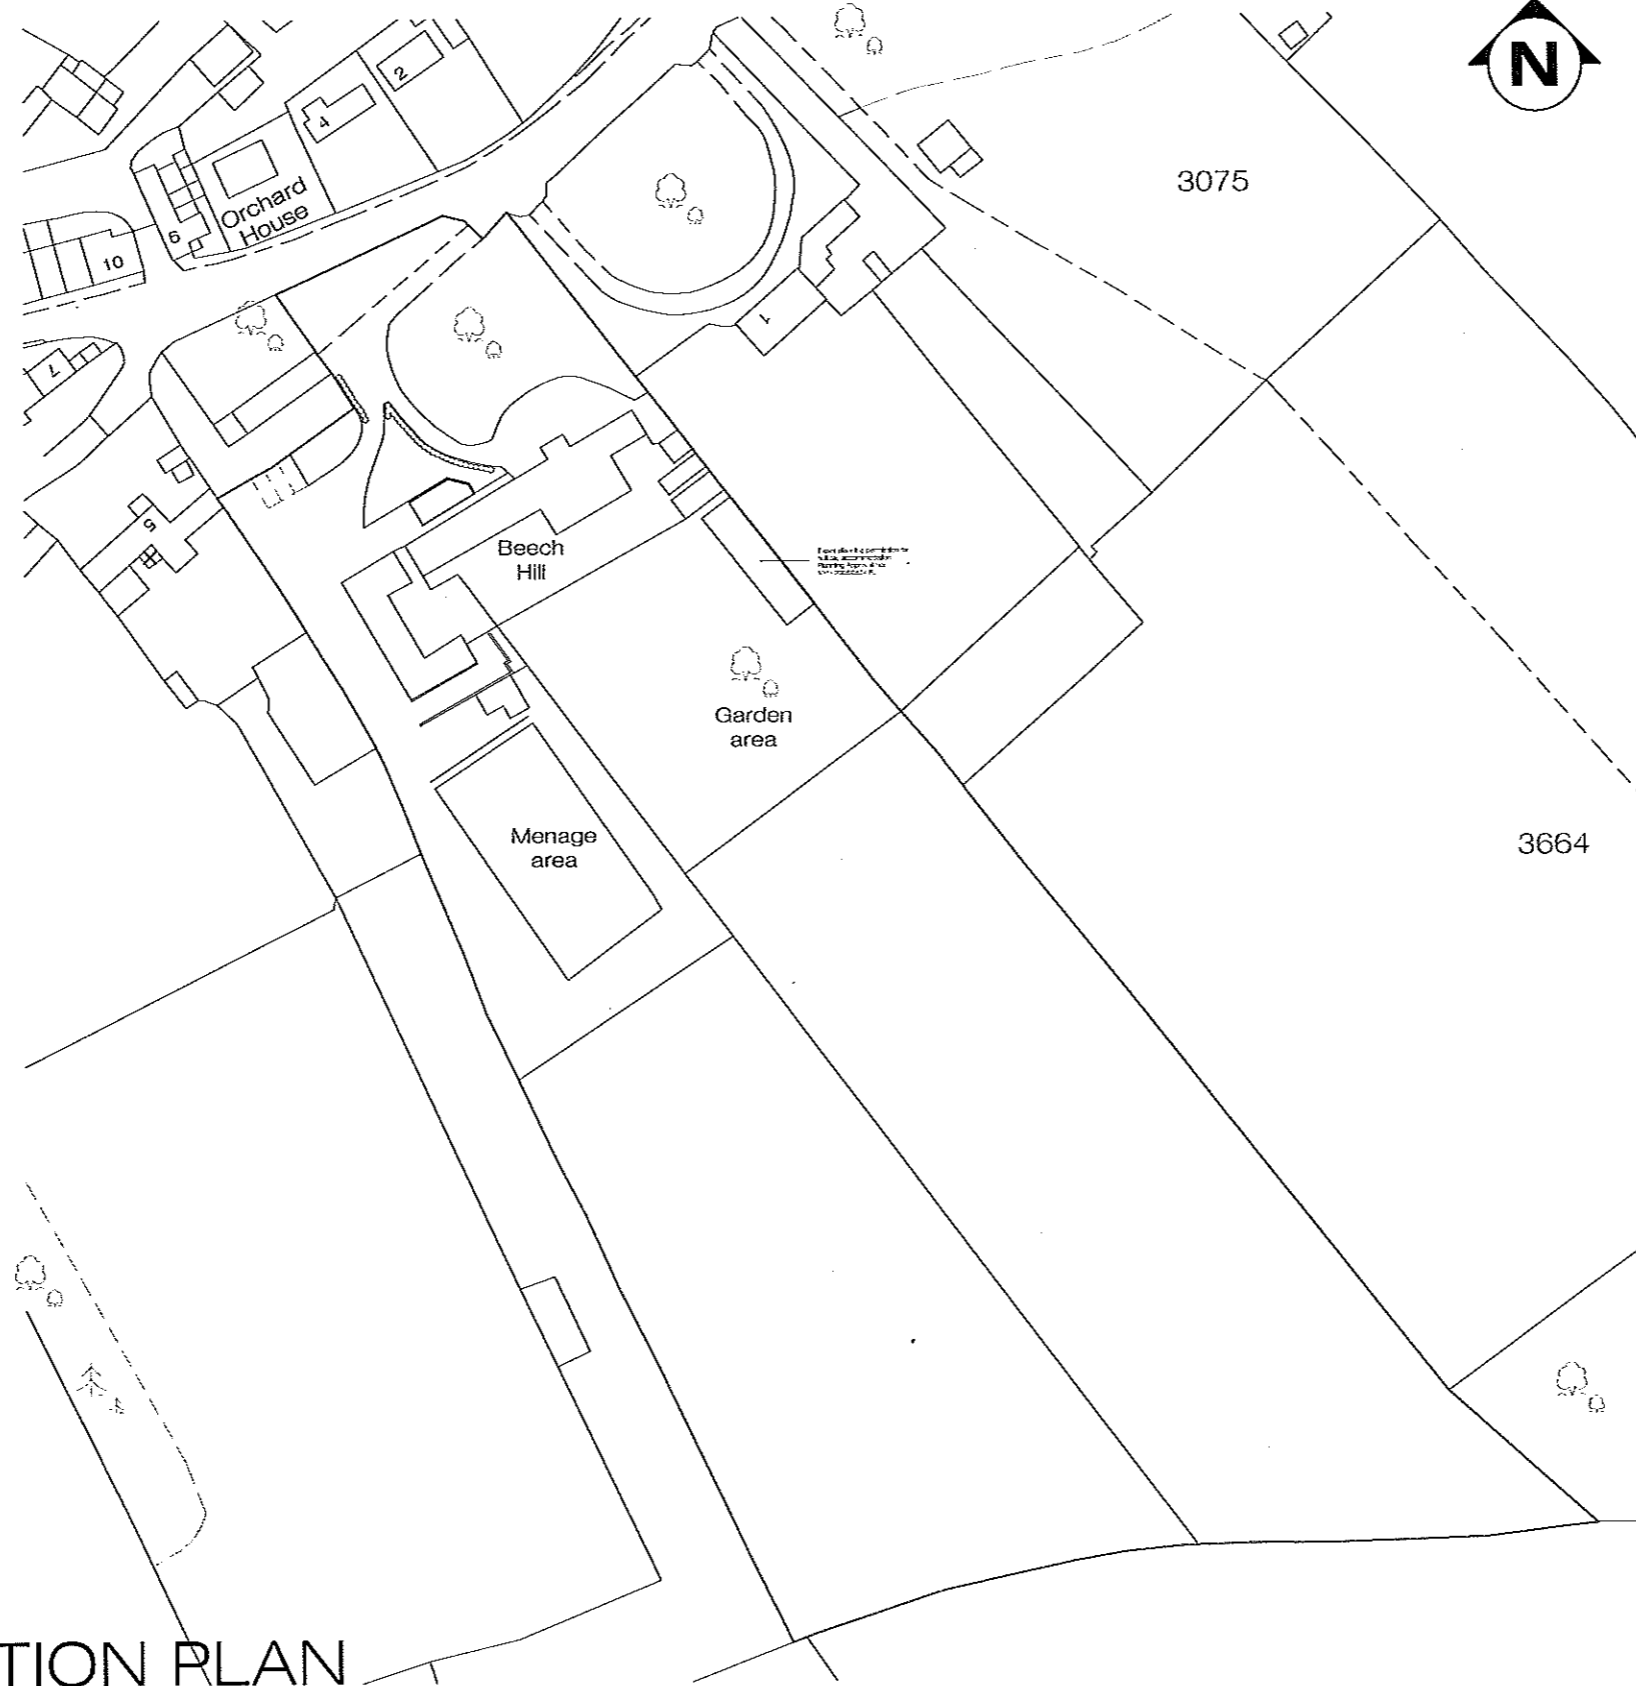 N
2
4
3075
Orchard
House
6
10
1
7
5
Beech
Hill
Garden
area
Menage
area
3664
TION PLAN